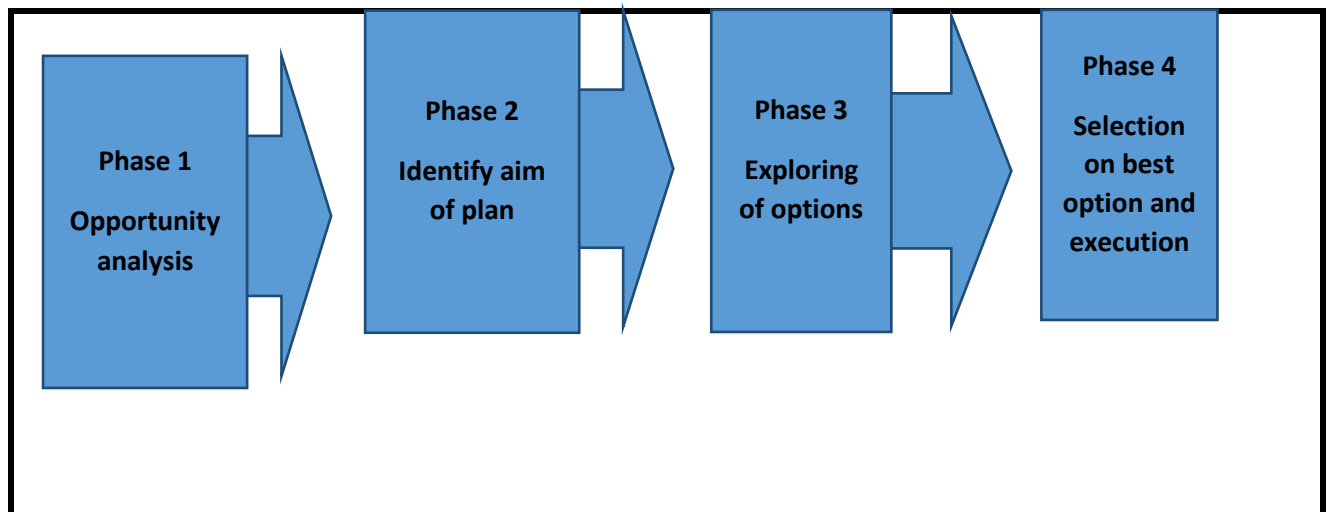 Phase 1
Opportunity
analysis
Phase 2
Identify aim
of plan
Phase 3
Exploring
of options
Phase 4
Selection
on best
option and
execution